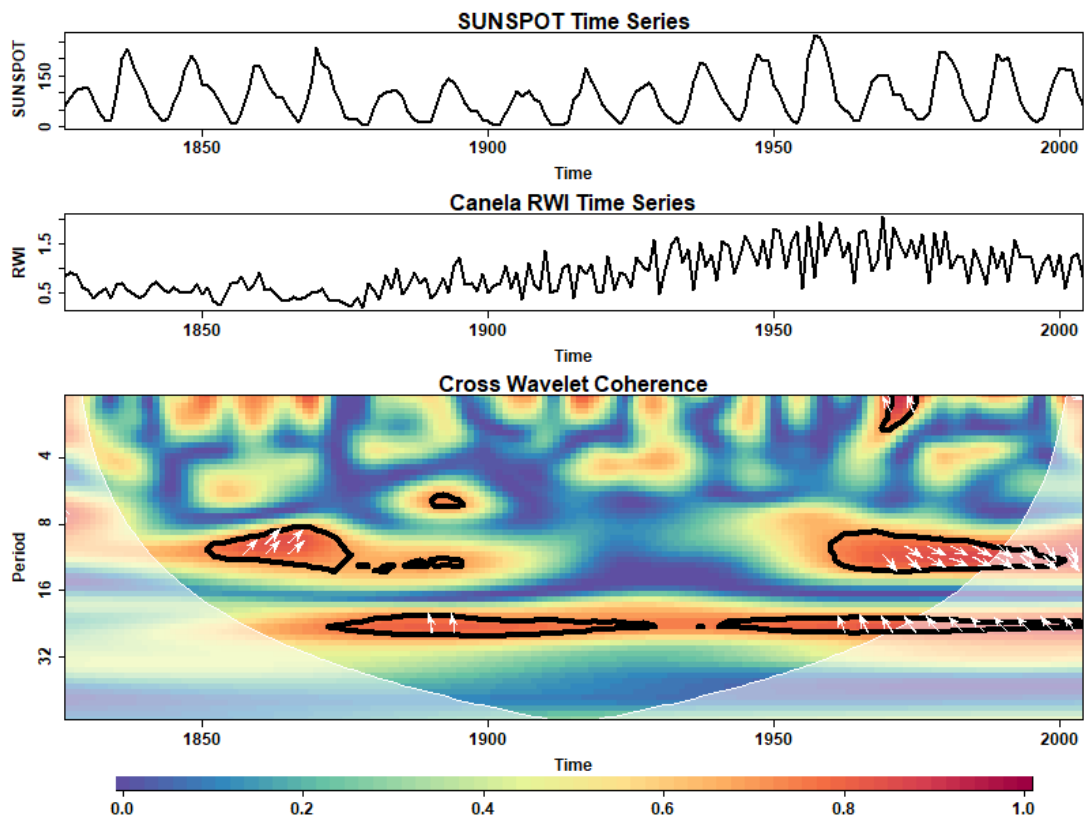 SUNSPOT Time Series
SUNSPOT
150
0
1850
1900
1950
2000
Time
Canela RWI Time Series
RWI
1.5
0.5
1850
1900
1950
2000
Time
Cross Wavelet Coherence
Period
4
8
16
32
1850
1900
1950
2000
Time
0.0
0.2
0.4
0.6
0.8
1.0